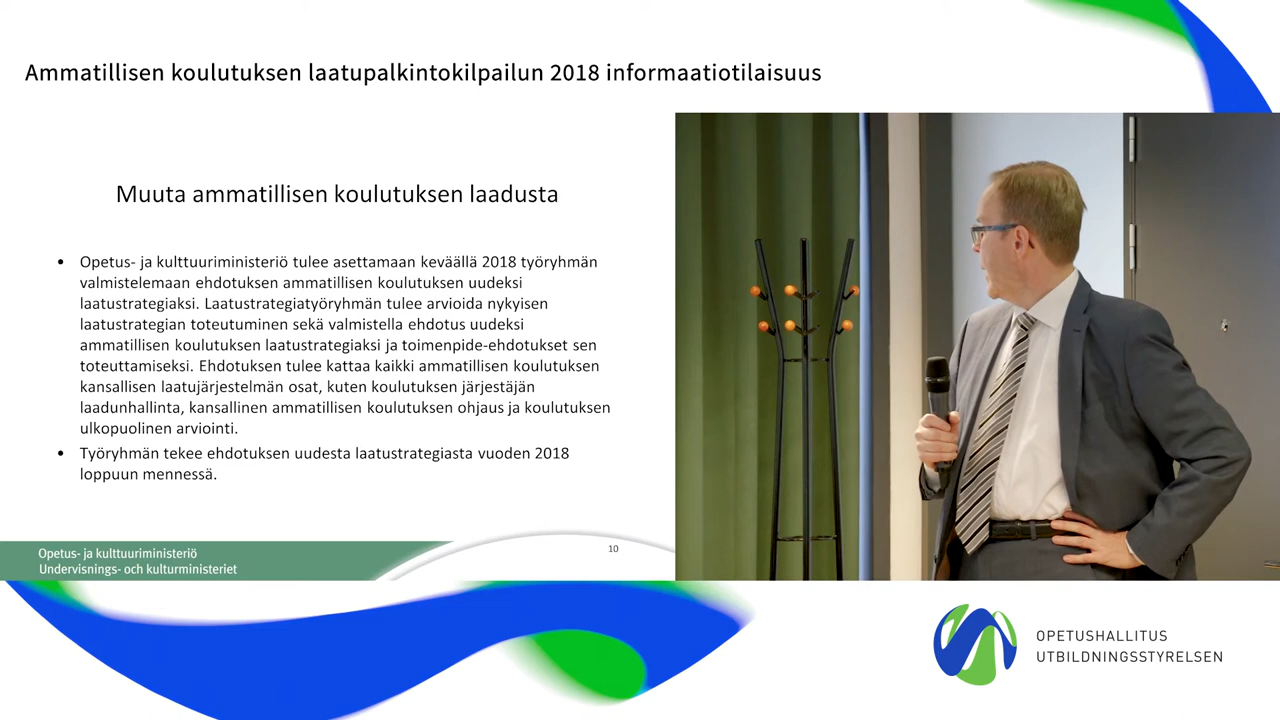 Ammatillisen koulutuksen laatupalkintokilpailun 2018 informaatiotilaisuus
Muuta ammatillisen koulutuksen laadusta
• Opetus- ja kulttuuriministeriö tulee asettamaan keväällä 2018 työryhmän
valmistelemaan ehdotuksen ammatillisen koulutuksen uudeksi
laatustrategiaksi. Laatustrategiatyöryhmän tulee arvioida nykyisen
laatustrategian toteutuminen sekä valmistella ehdotus uudeksi
ammatillisen koulutuksen laatustrategiaksi ja toimenpide-ehdotukset sen
toteuttamiseksi. Ehdotuksen tulee kattaa kaikki ammatillisen koulutuksen
kansallisen laatujärjestelmän osat, kuten koulutuksen järjestäjän
laadunhallinta, kansallinen ammatillisen koulutuksen ohjaus ja koulutuksen
ulkopuolinen arviointi.
• Työryhmän tekee ehdotuksen uudesta laatustrategiasta vuoden 2018
loppuun mennessä.
Opetus- ja kulttuuriministeriö
Undervisnings- och kulturministeriet
10
OPETUSHALLITUS
UTBILDNINGSSTYRELSEN